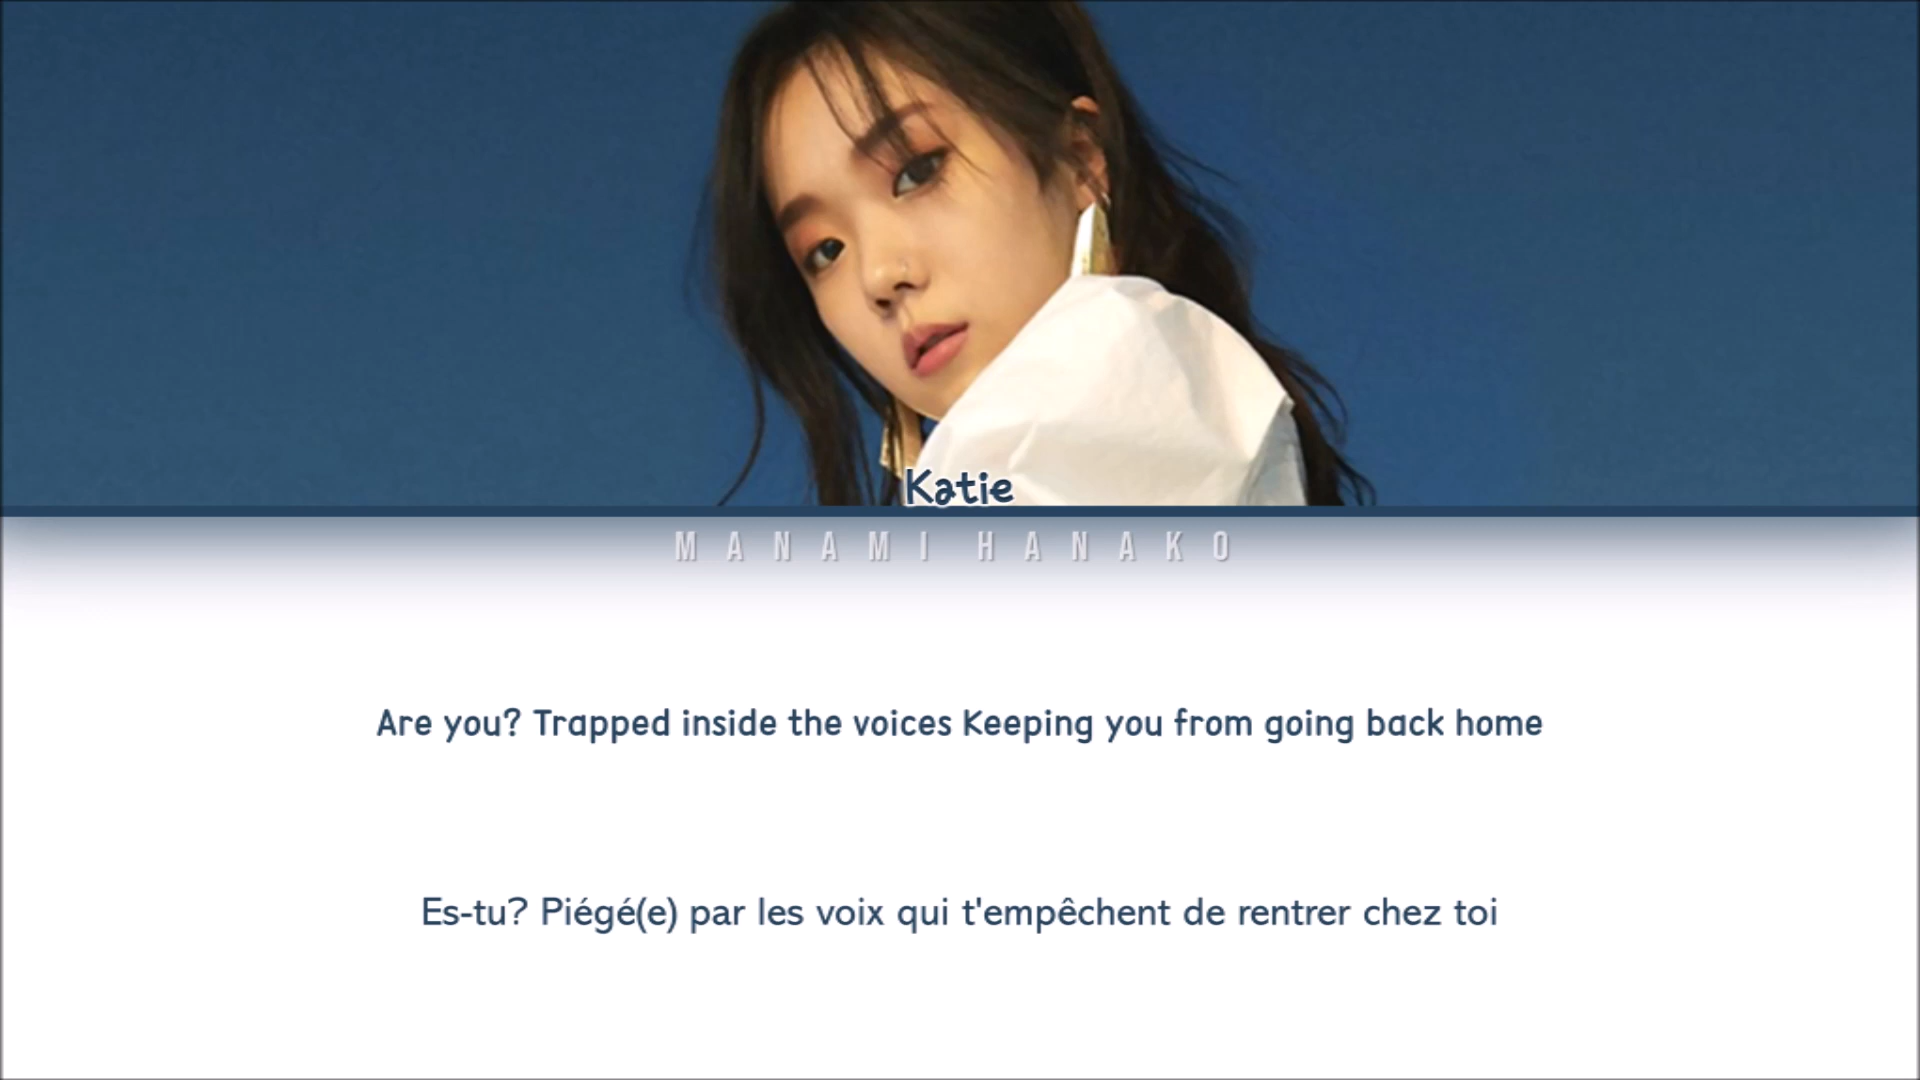 Katie
MANAMI HANAKO
Are you? Trapped inside the voices Keeping you from going back home
Es-tu? Piégé(e) par les voix qui t'empêchent de rentrer chez toi